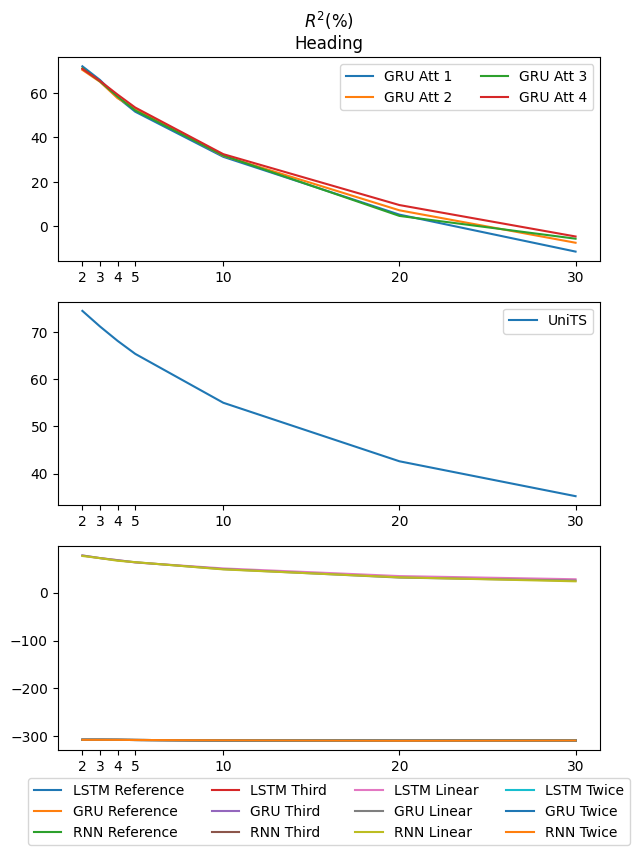 $R^2$(%)
Heading
GRU Att 1 GRU Att 3
GRU Att 2 GRU Att 4
60
40
20
0
2 3 4 5 10 20 30
UniTS
70
60
50
40
2 3 4 5 10 20 30
0
−100
−200
−300
2 3 4 5 10 20 30
LSTM Reference LSTM Third LSTM Linear LSTM Twice
GRU Reference GRU Third GRU Linear GRU Twice
RNN Reference RNN Third RNN Linear RNN Twice